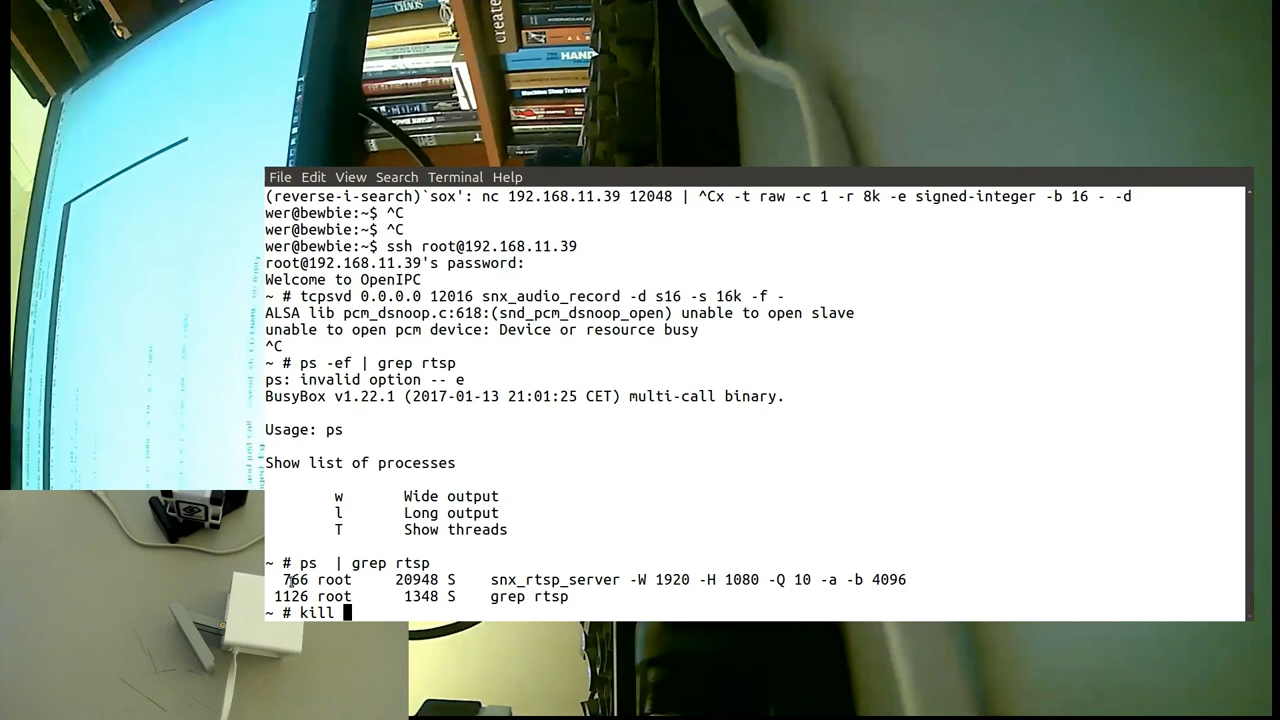 create
HAND
File Edit View Search Terminal Help
(reverse-i-search)`sox': nc 192.168.11.39 12048 | ^Cx -t raw -c 1 -r 8k -e signed-integer -b 16 - -d
wer@bewbie:~$ ^C
wer@bewbie:~$ ^C
wer@bewbie:~$ ssh root@192.168.11.39
root@192.168.11.39's password:
Welcome to OpenIPC
~ # tcpsvd 0.0.0.0 12016 snx_audio_record -d s16 -s 16k -f -
ALSA lib pcm_dsnoop.c:618:(snd_pcm_dsnoop_open) unable to open slave
unable to open pcm device: Device or resource busy
^C
~ # ps -ef | grep rtsp
ps: invalid option -- e
BusyBox v1.22.1 (2017-01-13 21:01:25 CET) multi-call binary.
Usage: ps
Show list of processes
w Wide output
l Long output
T Show threads
~ # ps  | grep rtsp
766 root 20948 S snx_rtsp_server -W 1920 -H 1080 -Q 10 -a -b 4096
1126 root 1348 S grep rtsp
~ # kill